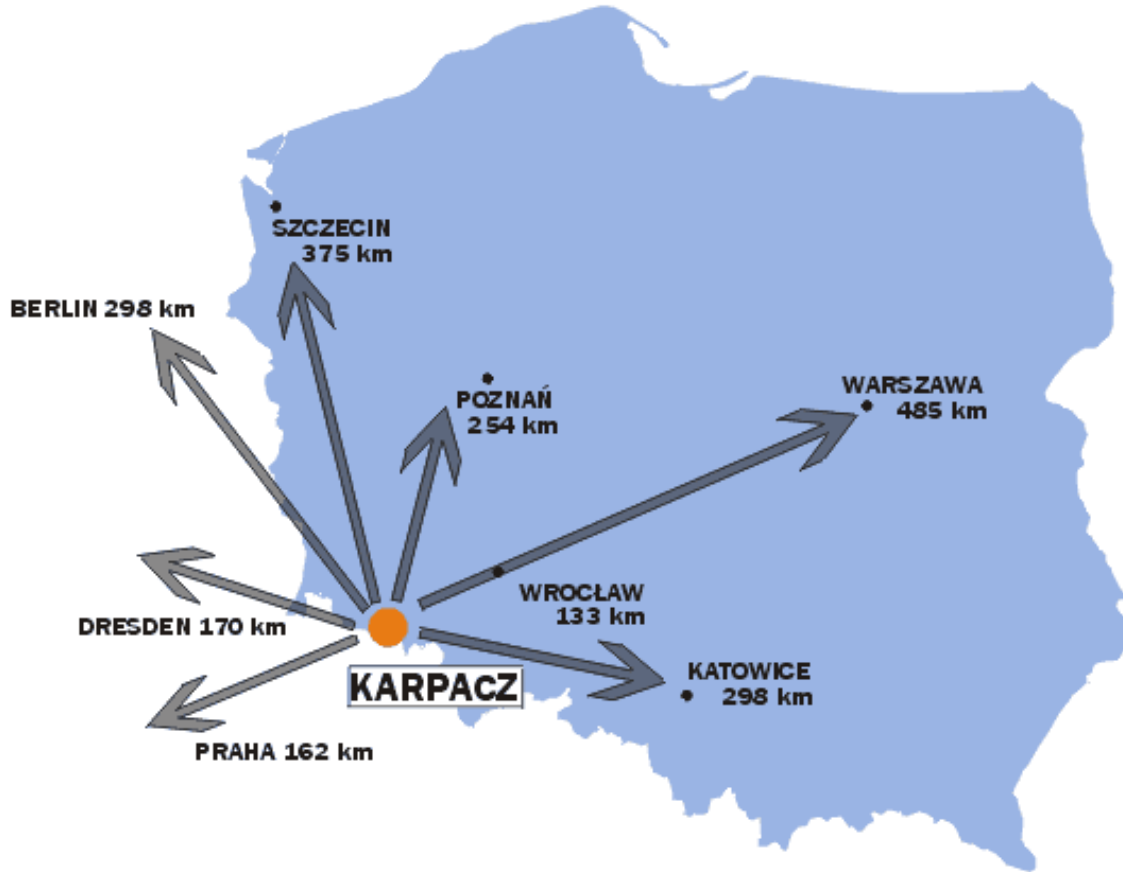 SZCZECIN
375 km
BERLIN 298 km
POZNAŃ
254 km
WARSZAWA
485 km
WROCŁAW
133 km
DRESDEN 170 km
KATOWICE
298 km
KARPACZ
PRAHA 162 km